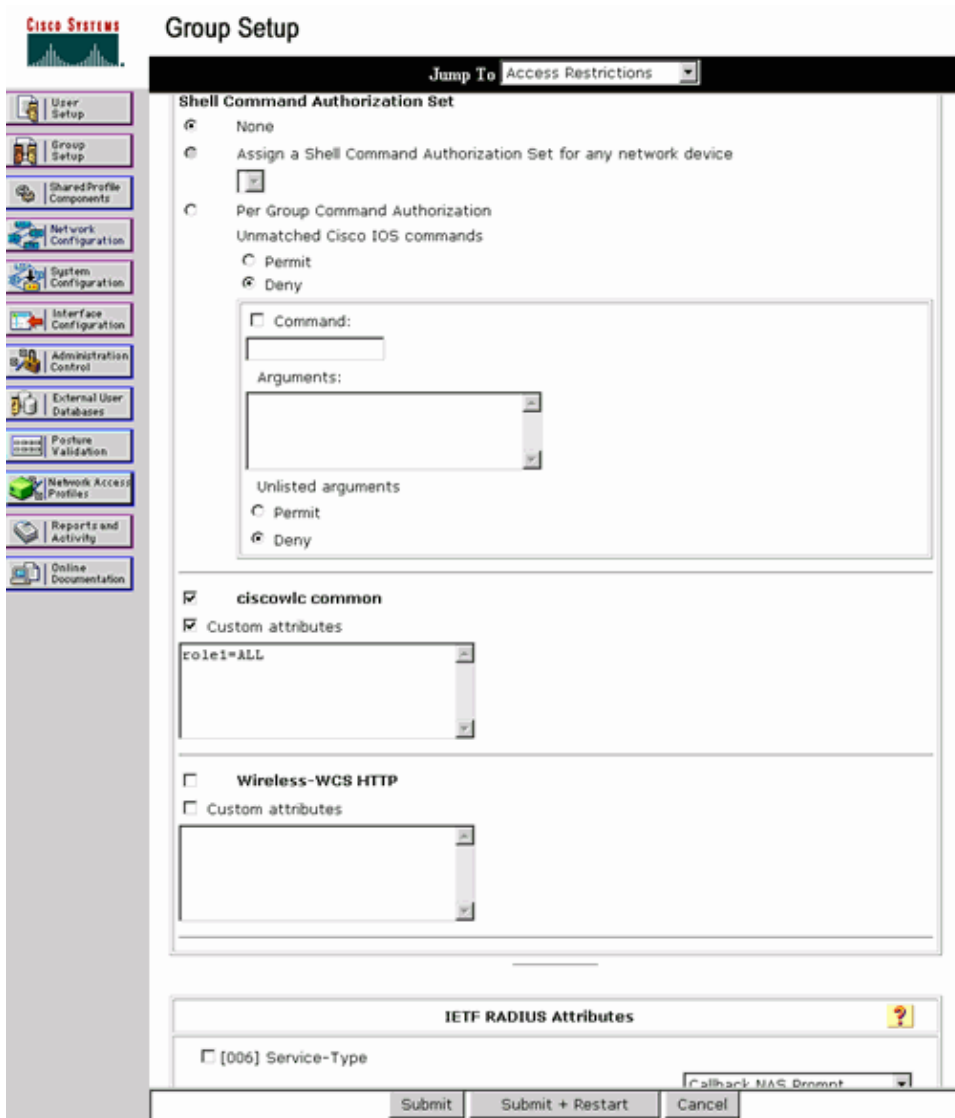 CISCO SYSTEMS
Group Setup
Jump To Access Restrictions
User
Setup
Group
Setup
Shared Profile
Components
Network
Configuration
System
Configuration
Interface
Configuration
Administration
Control
External User
Databases
Posture
Validation
Network Access
Profiles
Reports and
Activity
Online
Documentation
Shell Command Authorization Set
None
Assign a Shell Command Authorization Set for any network device
Per Group Command Authorization
Unmatched Cisco IOS commands
Permit
Deny
Command:
Arguments:
Unlisted arguments
Permit
Deny
ciscowlc common
Custom attributes
role1=ALL
Wireless-WCS HTTP
Custom attributes
IETF RADIUS Attributes
?
[006] Service-Type
Callback NAS Prompt
Submit
Submit + Restart
Cancel